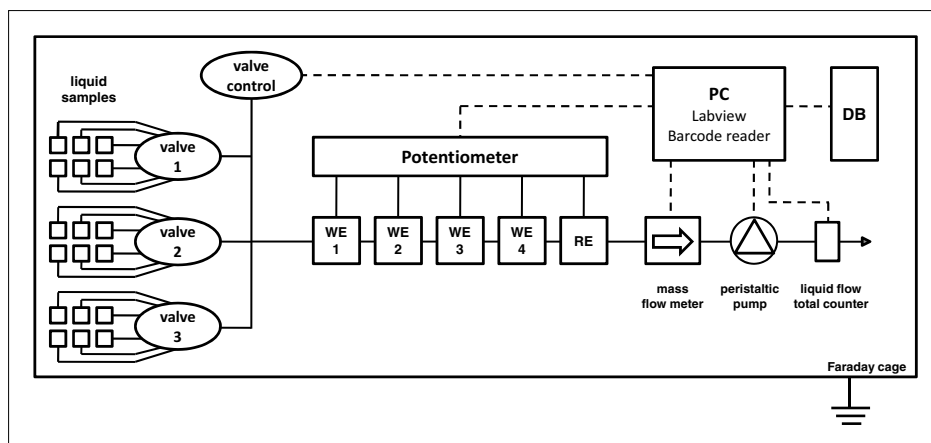 liquid
samples
valve
control
PC
Labview
Barcode reader
DB
valve
1
Potentiometer
valve
2
WE
1
WE
2
WE
3
WE
4
RE
mass
flow meter
peristaltic
pump
liquid flow
total counter
valve
3
Faraday cage